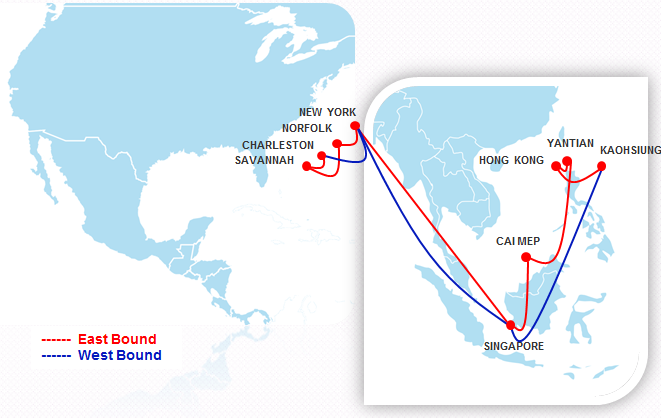 NEW YORK
NORFOLK
CHARLESTON
SAVANNAH
YANTIAN
KAOHSIUNG
HONG KONG
CAI MEP
SINGAPORE
------ East Bound
------ West Bound